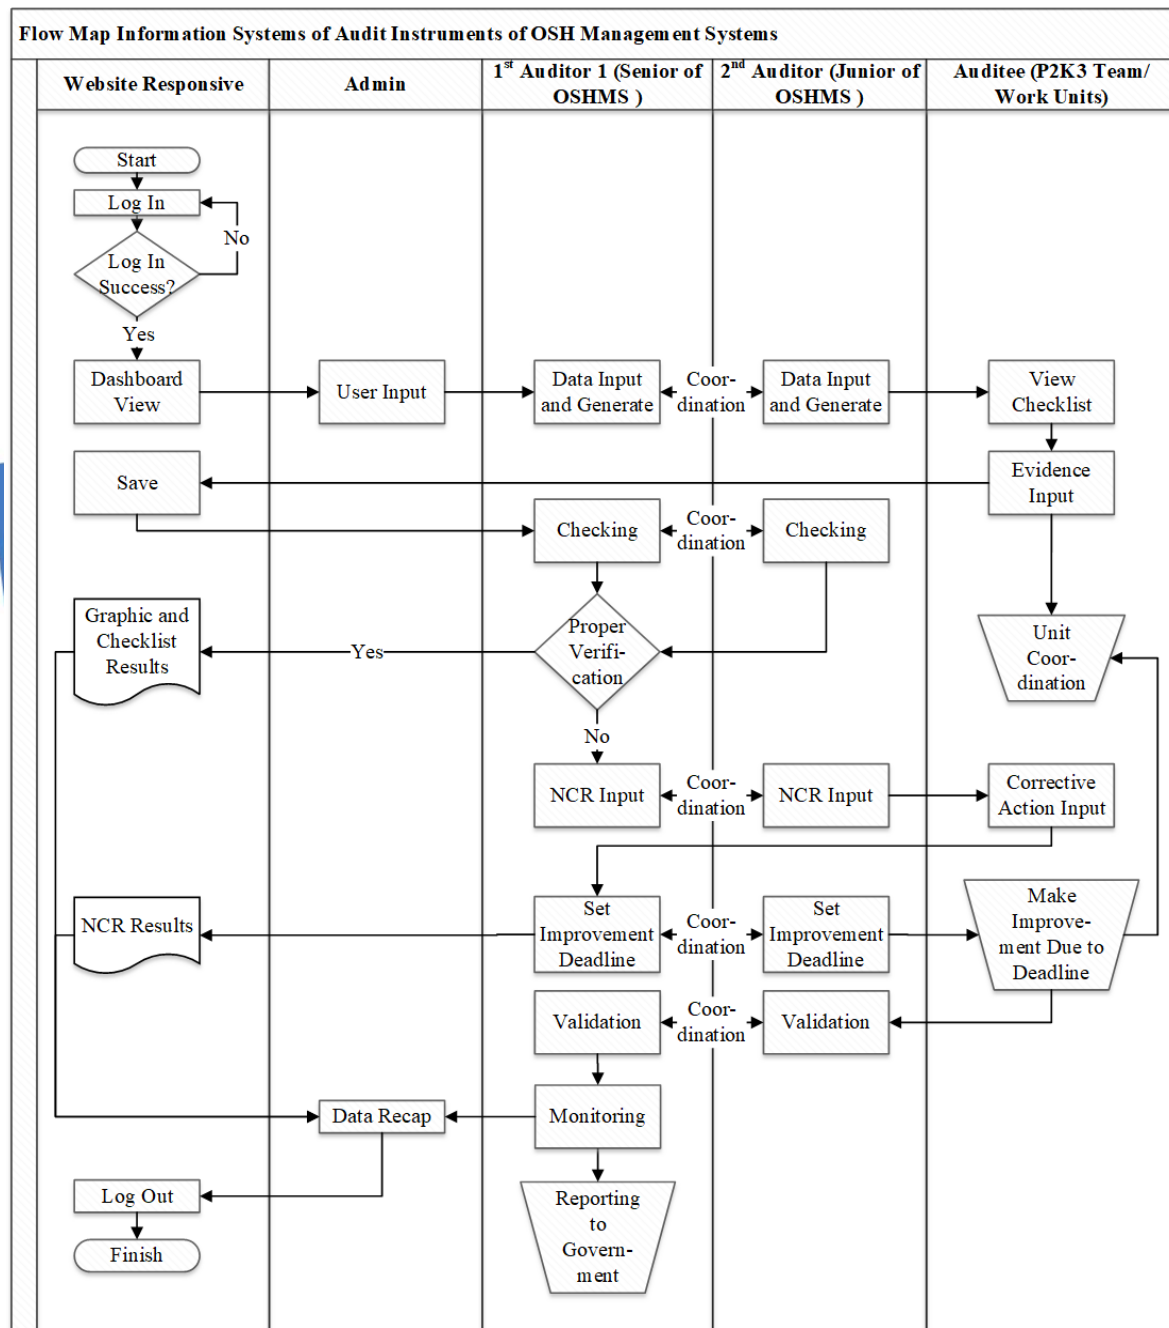 Flow Map Information Systems of Audit Instruments of OSH Management Systems
Website Responsive
Admin
1st Auditor 1 (Senior of
OSHMS )
2nd Auditor (Junior of
OSHMS )
Auditee (P2K3 Team/
Work Units)
Start
Log In
No
Log In
Success?
Yes
Dashboard
View
User Input
Data Input
and Generate
Coor-
dination
Data Input
and Generate
View
Checklist
Save
Evidence
Input
Checking
Coor-
dination
Checking
Graphic and
Checklist
Results
Yes
Proper
Verifi-
cation
Unit
Coor-
dination
No
NCR Input
Coor-
dination
NCR Input
Corrective
Action Input
NCR Results
Set
Improvement
Deadline
Coor-
dination
Set
Improvement
Deadline
Make
Improve-
ment Due to
Deadline
Validation
Coor-
dination
Validation
Data Recap
Monitoring
Log Out
Reporting
to
Govern-
ment
Finish